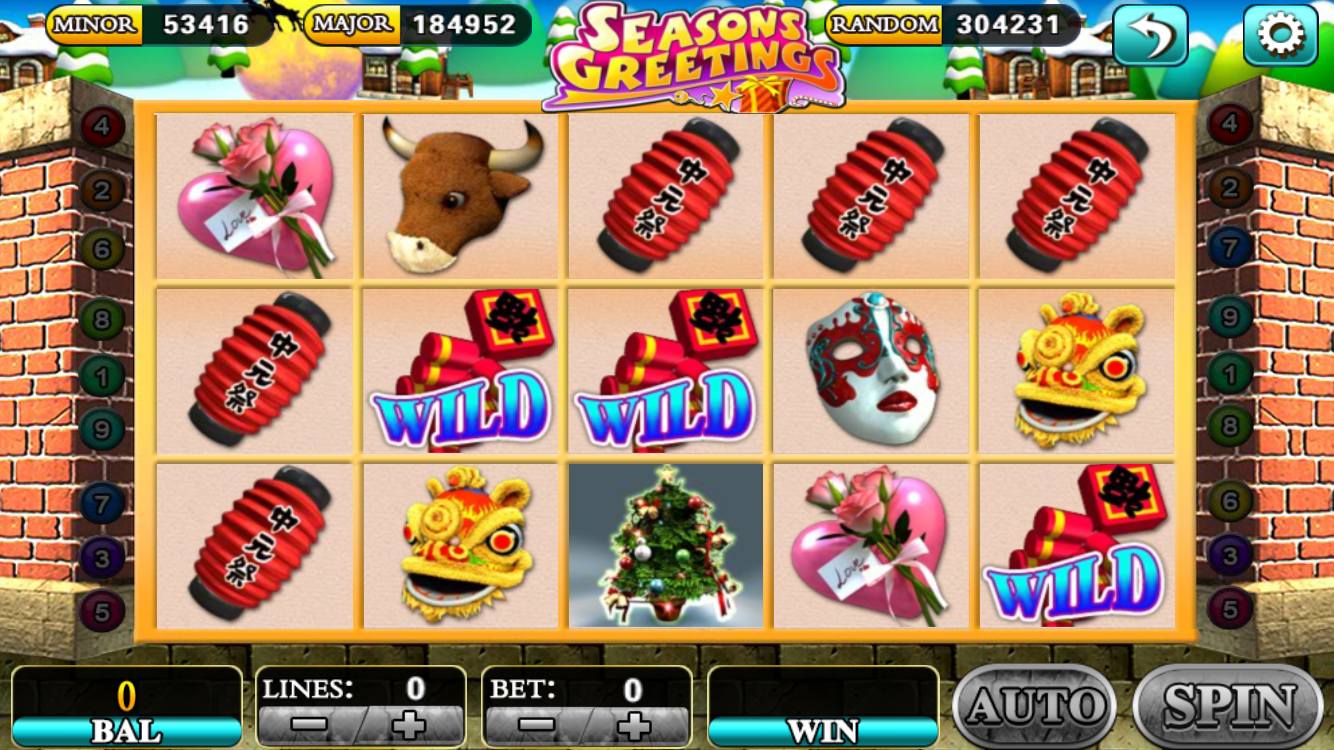 MINOR 53416
MAJOR 184952
SEASONS
GREETINGS
RANDOM 304231
4
2
6
8
1
9
7
3
5
Love
中元祭
中元祭
中元祭
中元祭
WILD
WILD
中元祭
Love
WILD
4
2
7
9
1
8
6
3
5
0
BAL
LINES: 0
BET: 0
WIN
AUTO
SPIN